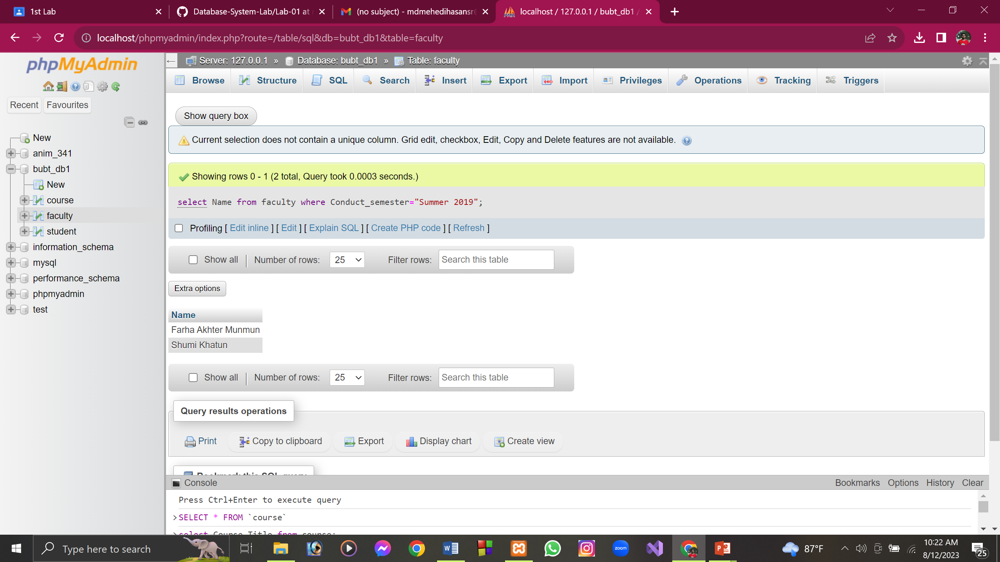 1st Lab
Database-System-Lab/Lab-01 at
(no subject) - mdmehedihasansr
localhost / 127.0.0.1 / bubt_db1 /
localhost/phpmyadmin/index.php?route=/table/sql&db=bubt_db1&table=faculty
phpMyAdmin
Recent
Favourites
New
anim_341
bubt_db1
New
course
faculty
student
information_schema
mysql
performance_schema
phpmyadmin
test
Server: 127.0.0.1 » Database: bubt_db1 » Table: faculty
Browse Structure SQL Search Insert Export Import Privileges Operations Tracking Triggers
Show query box
Current selection does not contain a unique column. Grid edit, checkbox, Edit, Copy and Delete features are not available.
Showing rows 0 - 1 (2 total, Query took 0.0003 seconds.)
select Name from faculty where Conduct_semester="Summer 2019";
Profiling [ Edit inline ] [ Edit ] [ Explain SQL ] [ Create PHP code ] [ Refresh ]
Show all | Number of rows: 25 Filter rows: Search this table
Extra options
Name
Farha Akhter Munmun
Shumi Khatun
Show all | Number of rows: 25 Filter rows: Search this table
Query results operations
Print Copy to clipboard Export Display chart Create view
Bookmark this SQL query
Console Bookmarks Options History Clear
Press Ctrl+Enter to execute query
>SELECT * FROM `course`
>select Course_Title from course;
Type here to search
zoom
87°F
10:22 AM
8/12/2023
25